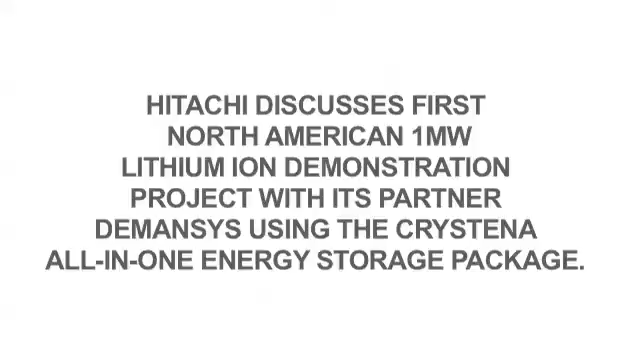 HITACHI DISCUSSES FIRST
NORTH AMERICAN 1MW
LITHIUM ION DEMONSTRATION
PROJECT WITH ITS PARTNER
DEMANSYS USING THE CRYSTENA
ALL-IN-ONE ENERGY STORAGE PACKAGE.